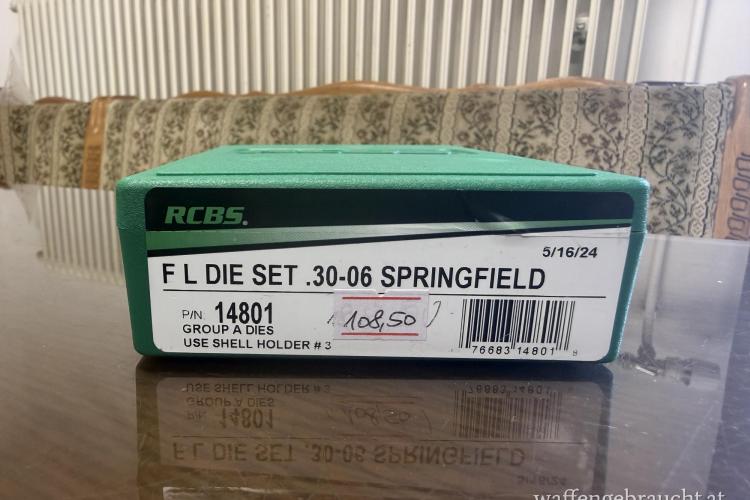 RCBS.
5/16/24
F L DIE SET .30-06 SPRINGFIELD
P/N: 14801
GROUP A DIES
USE SHELL HOLDER # 3
108,50
76683 14801 8
waffengebraucht.at